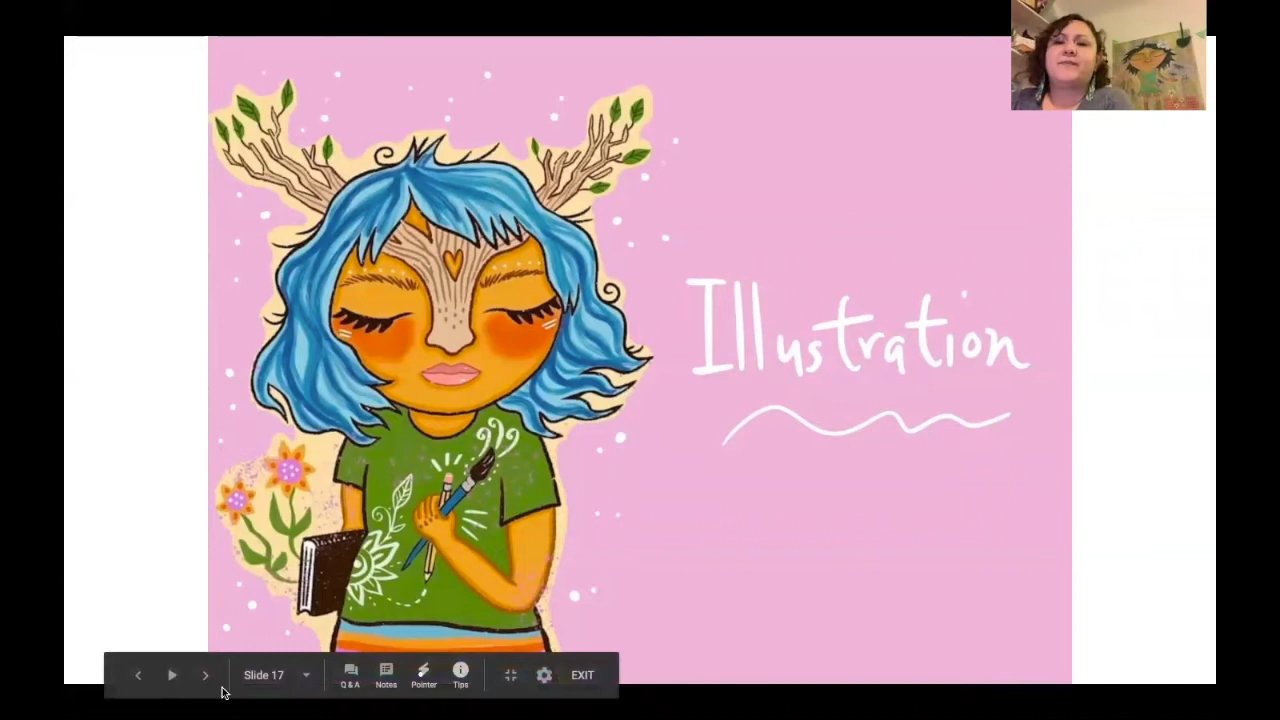 Illustration
Slide 17
Q & A
Notes
Pointer
Tips
EXIT